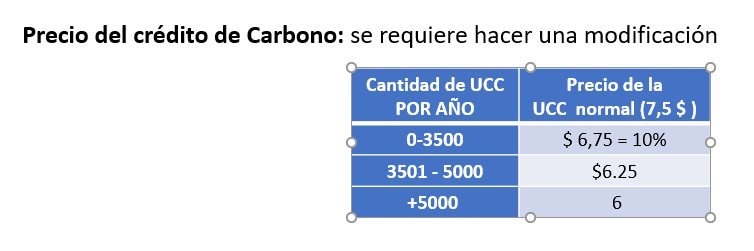 Precio del crédito de Carbono: se requiere hacer una modificación
Cantidad de UCC
POR AÑO
Precio de la
UCC normal (7,5 $ )
0-3500
$ 6,75 = 10%
3501 - 5000
$6.25
+5000
6